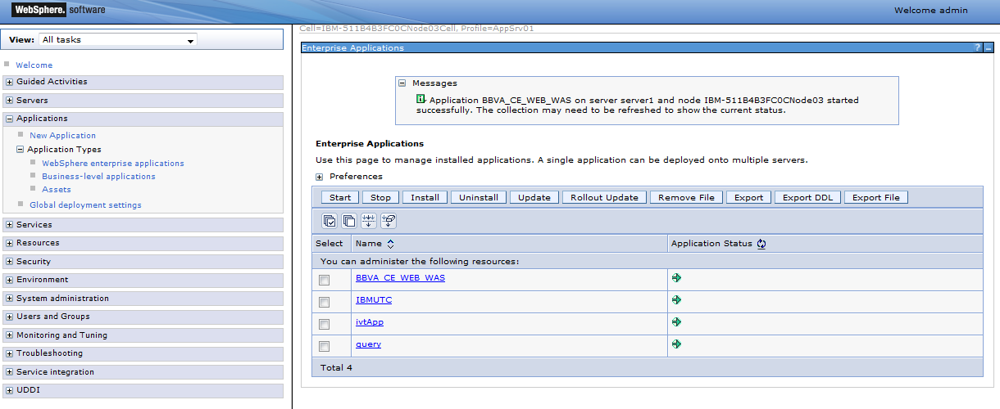 WebSphere. software
Welcome admin
View: All tasks
Welcome
Guided Activities
Servers
Applications
New Application
Application Types
WebSphere enterprise applications
Business-level applications
Assets
Global deployment settings
Services
Resources
Security
Environment
System administration
Users and Groups
Monitoring and Tuning
Troubleshooting
Service integration
UDDI
Cell=IBM-511B4B3FC0CNode03Cell, Profile=AppSrv01
Enterprise Applications ? _
Messages
Application BBVA_CE_WEB_WAS on server server1 and node IBM-511B4B3FC0CNode03 started
successfully. The collection may need to be refreshed to show the current status.
Enterprise Applications
Use this page to manage installed applications. A single application can be deployed onto multiple servers.
Preferences
Start Stop Install Uninstall Update Rollout Update Remove File Export Export DDL Export File
Select Name Application Status
You can administer the following resources:
BBVA_CE_WEB_WAS
IBMUTC
ivtApp
query
Total 4